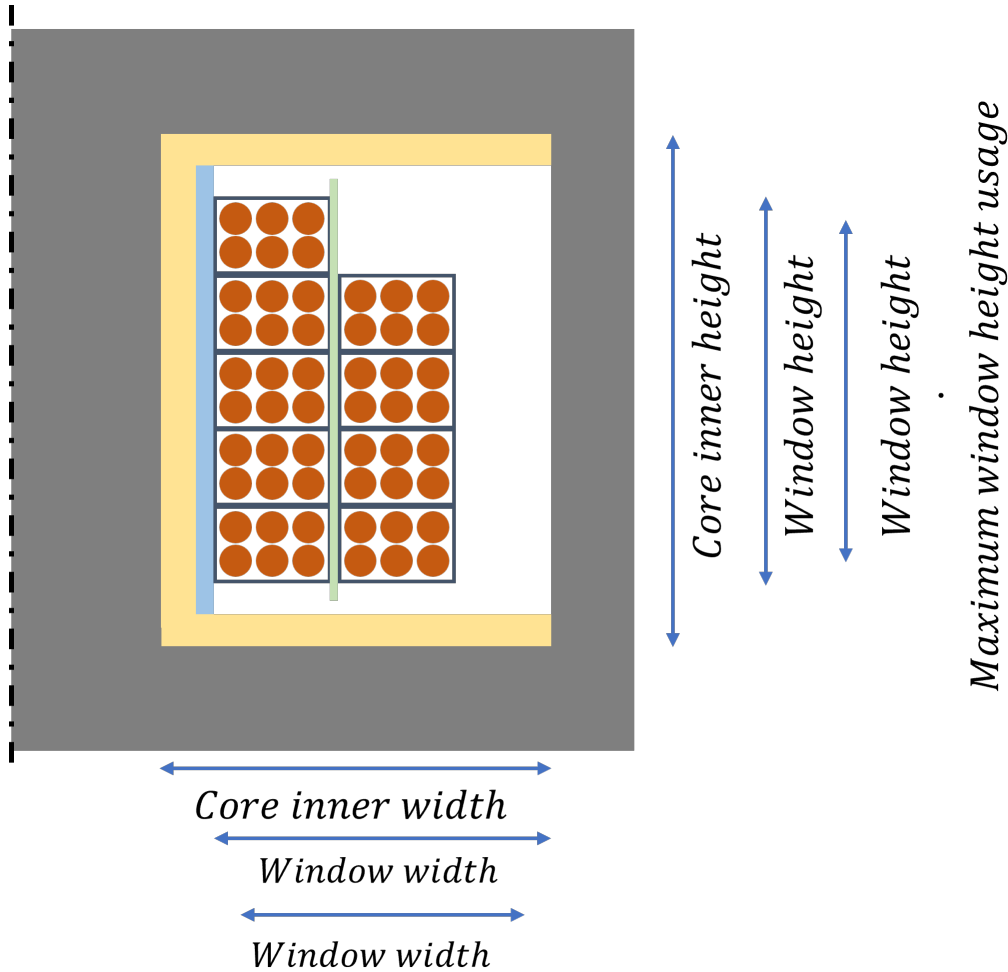 Core inner height
Window height
Window height
·
Maximum window height usage
Core inner width
Window width
Window width